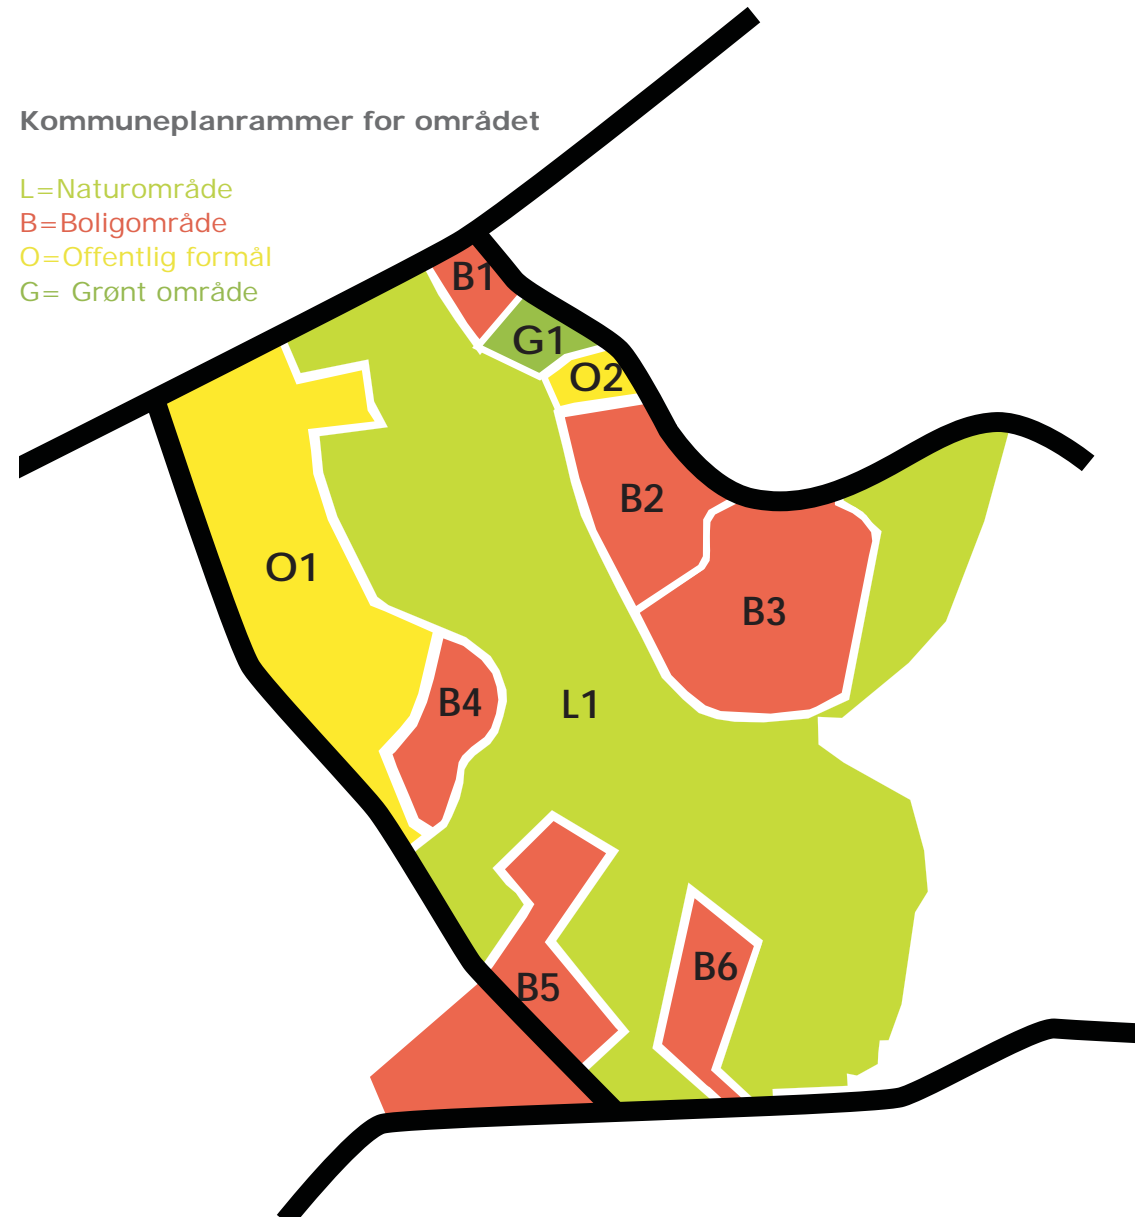 Kommuneplanrammer for området
L=Naturområde
B=Boligområde
O=Offentlig formål
G= Grønt område
B1
G1
O2
B2
O1
B3
B4
L1
B6
B5